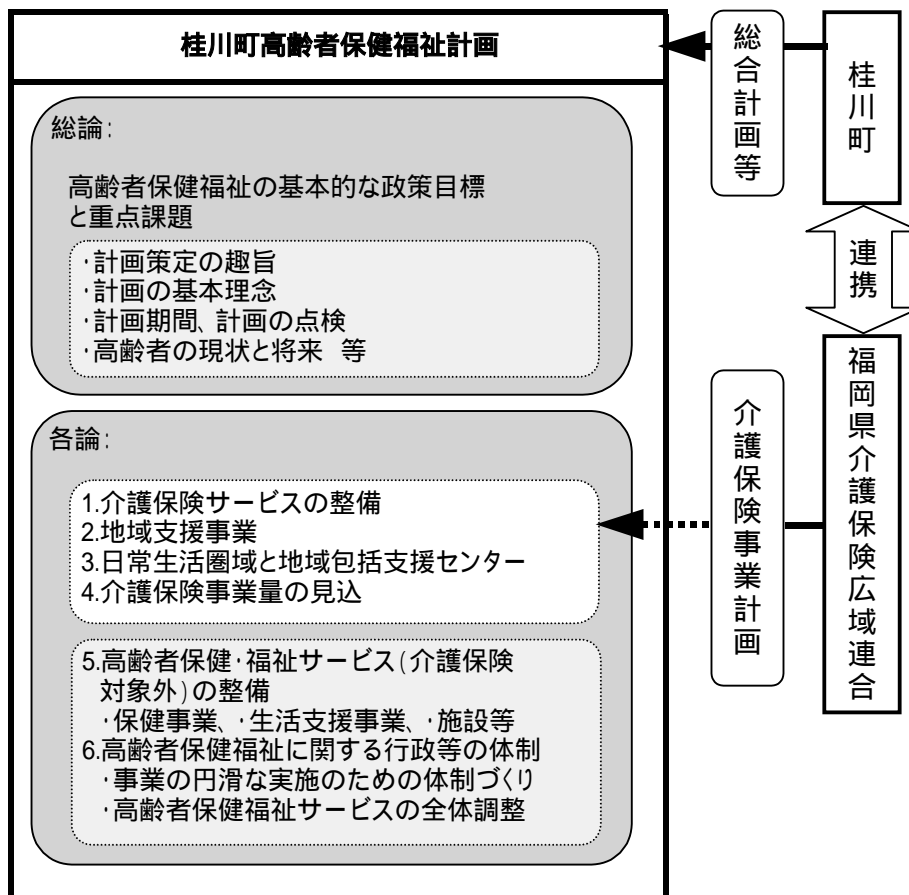 桂川町高齢者保健福祉計画
総論:
高齢者保健福祉の基本的な政策目標
と重点課題
・計画策定の趣旨
・計画の基本理念
・計画期間、計画の点検
・高齢者の現状と将来 等
各論:
1.介護保険サービスの整備
2.地域支援事業
3.日常生活圏域と地域包括支援センター
4.介護保険事業量の見込
5.高齢者保健・福祉サービス(介護保険
対象外)の整備
・保健事業、・生活支援事業、・施設等
6.高齢者保健福祉に関する行政等の体制
・事業の円滑な実施のための体制づくり
・高齢者保健福祉サービスの全体調整
総合計画等
桂川町
連携
介護保険事業計画
福岡県介護保険広域連合